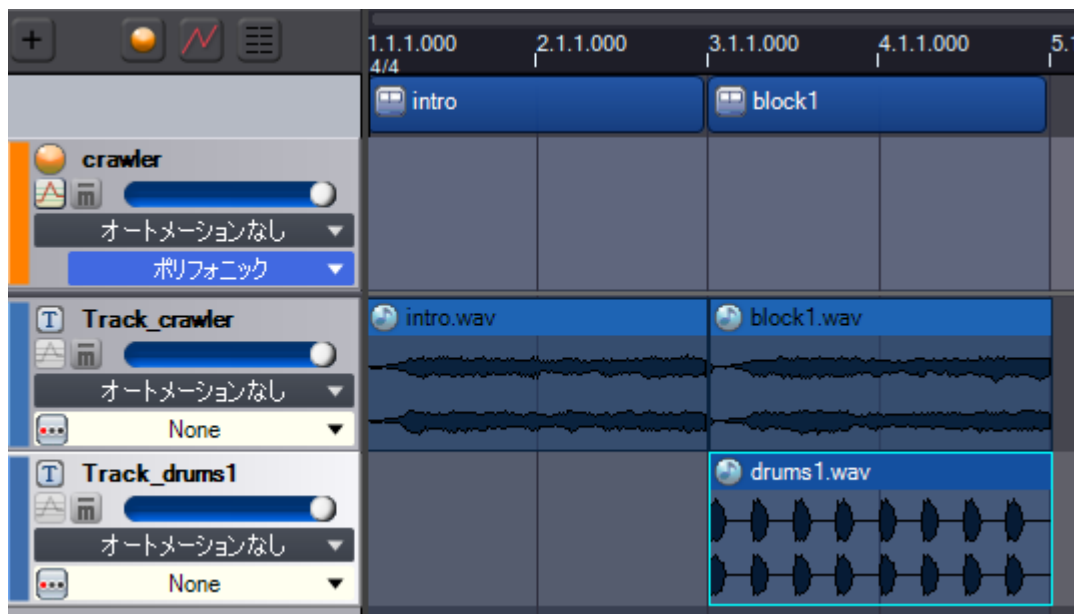 1.1.1.000 2.1.1.000 3.1.1.000 4.1.1.000 5.
4/4
intro block1
crawler
m
オートメーションなし
ポリフォニック
T Track_crawler
m
オートメーションなし
None
intro.wav block1.wav
T Track_drums1
m
オートメーションなし
None
drums1.wav